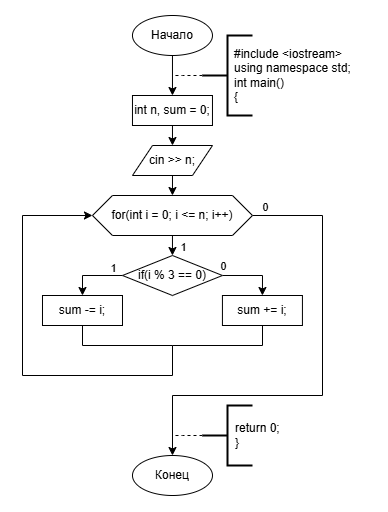 Начало
#include <iostream>
using namespace std;
int main()
{
int n, sum = 0;
cin >> n;
for(int i = 0; i <= n; i++)
0
1
if(i % 3 == 0)
1
0
sum -= i;
sum += i;
return 0;
}
Конец